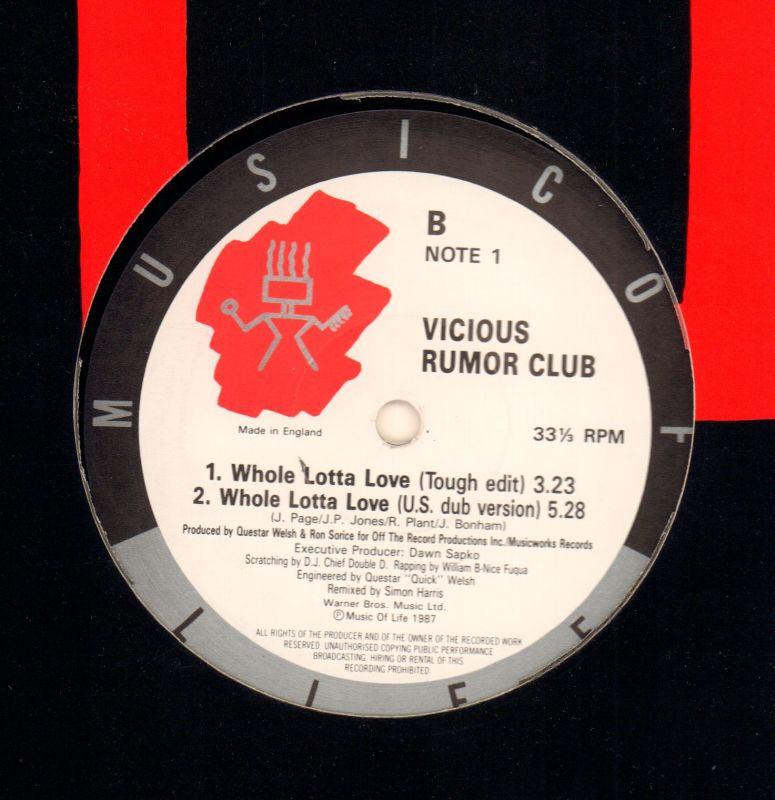 MUSIC OF LIFE
B
NOTE 1
VICIOUS
RUMOR CLUB
Made in England
33⅓ RPM
1. Whole Lotta Love (Tough edit) 3.23
2. Whole Lotta Love (U.S. dub version) 5.28
(J. Page/J.P. Jones/R. Plant/J. Bonham)
Produced by Questar Welsh & Ron Sorice for Off The Record Productions Inc./Musicworks Records
Executive Producer: Dawn Sapko
Scratching by D.J. Chief Double D. Rapping by William B-Nice Fuqua
Engineered by Questar "Quick" Welsh
Remixed by Simon Harris
Warner Bros. Music Ltd.
Ⓟ Music Of Life 1987
ALL RIGHTS OF THE PRODUCER AND OF THE OWNER OF THE RECORDED WORK
RESERVED. UNAUTHORISED COPYING PUBLIC PERFORMANCE
BROADCASTING, HIRING OR RENTAL OF THIS
RECORDING PROHIBITED